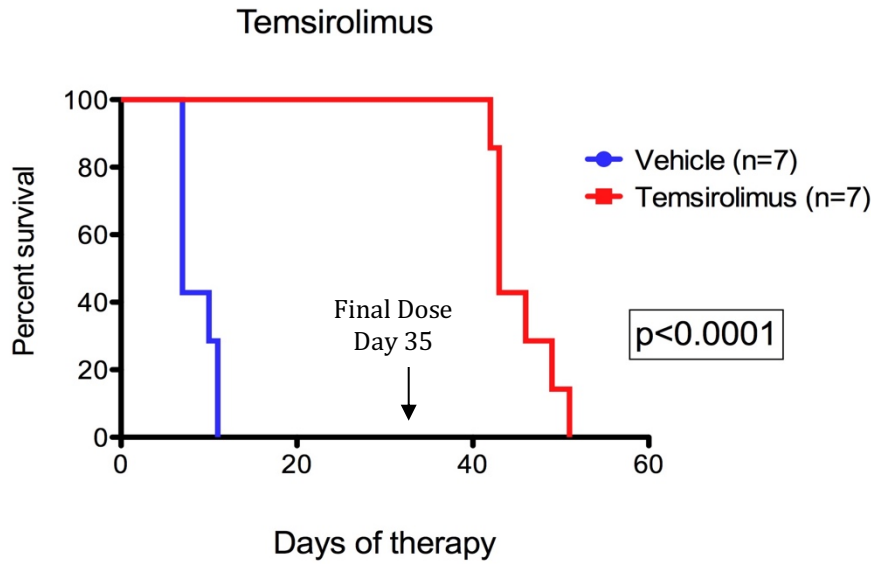 Temsirolimus
Percent survival
100
80
60
40
20
0
0 20 40 60
Days of therapy
Final Dose
Day 35
Vehicle (n=7)
Temsirolimus (n=7)
p<0.0001